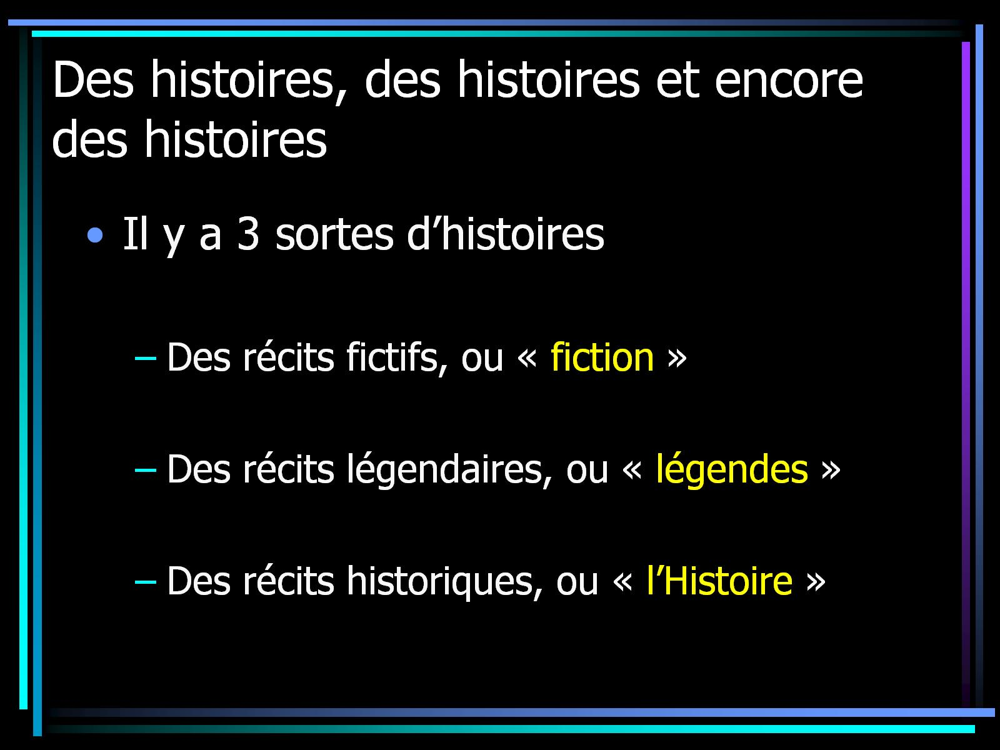 Des histoires, des histoires et encore
des histoires
• Il y a 3 sortes d’histoires
– Des récits fictifs, ou « fiction »
– Des récits légendaires, ou « légendes »
– Des récits historiques, ou « l’Histoire »